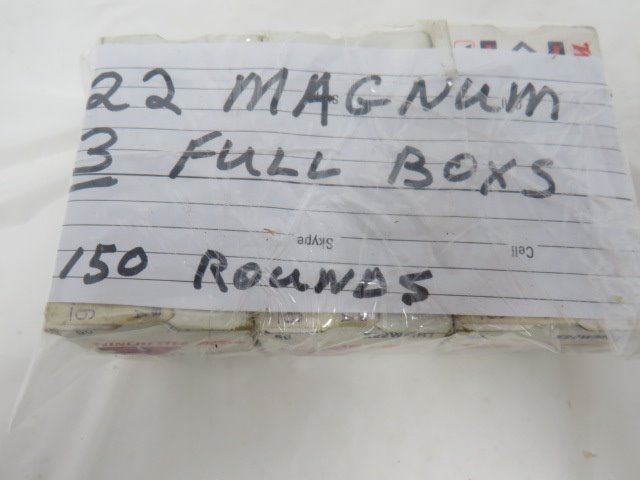 22 MAGNUM
3 FULL BOXS
Skype
Cell
150 ROUNDS